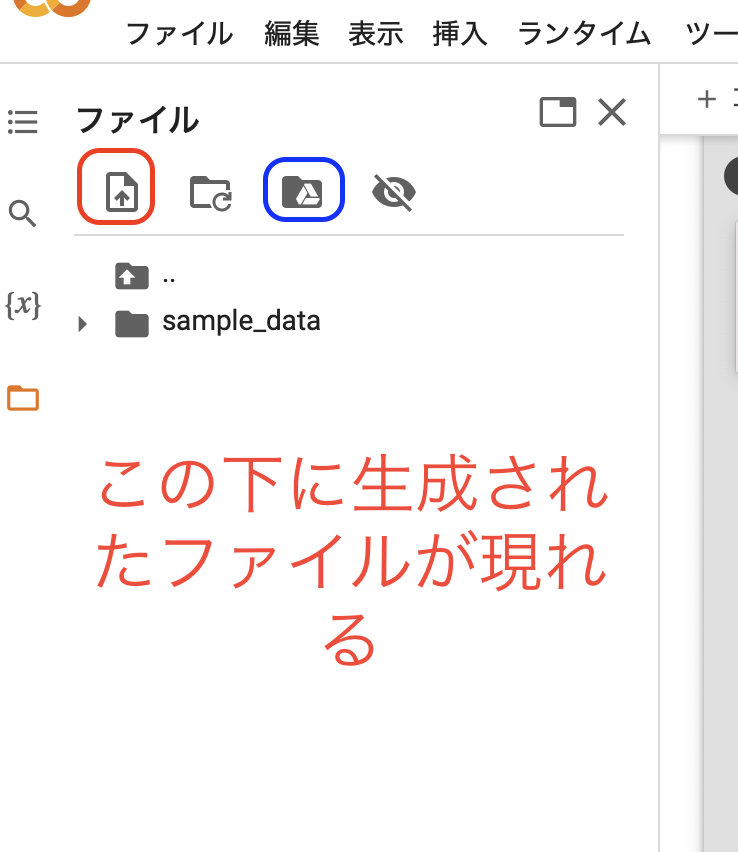 ファイル 編集 表示 挿入 ランタイム ツー
ファイル
..
{x}
sample_data
この下に生成され
たファイルが現れ
る